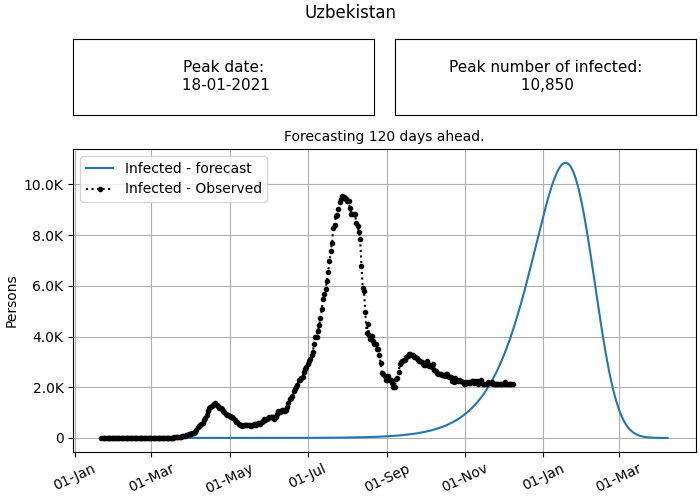 Uzbekistan
Peak date:
18-01-2021
Peak number of infected:
10,850
Forecasting 120 days ahead.
Infected - forecast
Infected - Observed
Persons
10.0K
8.0K
6.0K
4.0K
2.0K
0
01-Jan
01-Mar
01-May
01-Jul
01-Sep
01-Nov
01-Jan
01-Mar